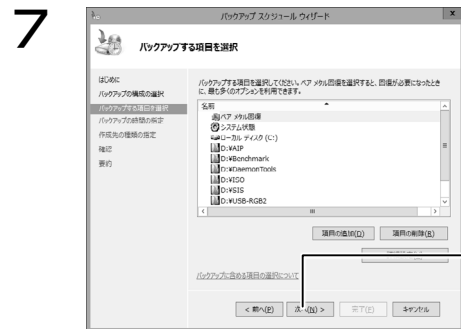 7
バックアップ スケジュール ウィザード
x
バックアップする項目を選択
はじめに
バックアップの構成の選択
バックアップする項目を選択
バックアップの時間の指定
作成先の種類の指定
確認
要約
バックアップする項目を選択してください。ベア メタル回復を選択すると、回復が必要になったとき
に、最も多くのオプションを利用できます。
名前
ベア メタル回復
システム状態
ローカル ディスク (C:)
D:¥AIP
D:¥Benchmark
D:¥DaemonTools
D:¥ISO
D:¥SIS
D:¥USB-RGB2
項目の追加(D)
項目の削除(R)
バックアップに含める項目の選択について
< 前へ(P)
次へ(N) >
完了(F)
キャンセル